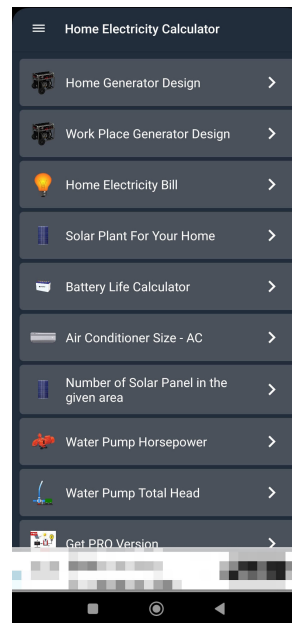 Home Electricity Calculator
Home Generator Design
Work Place Generator Design
Home Electricity Bill
Solar Plant For Your Home
Battery Life Calculator
Air Conditioner Size - AC
Number of Solar Panel in the
given area
Water Pump Horsepower
Water Pump Total Head
Get PRO Version